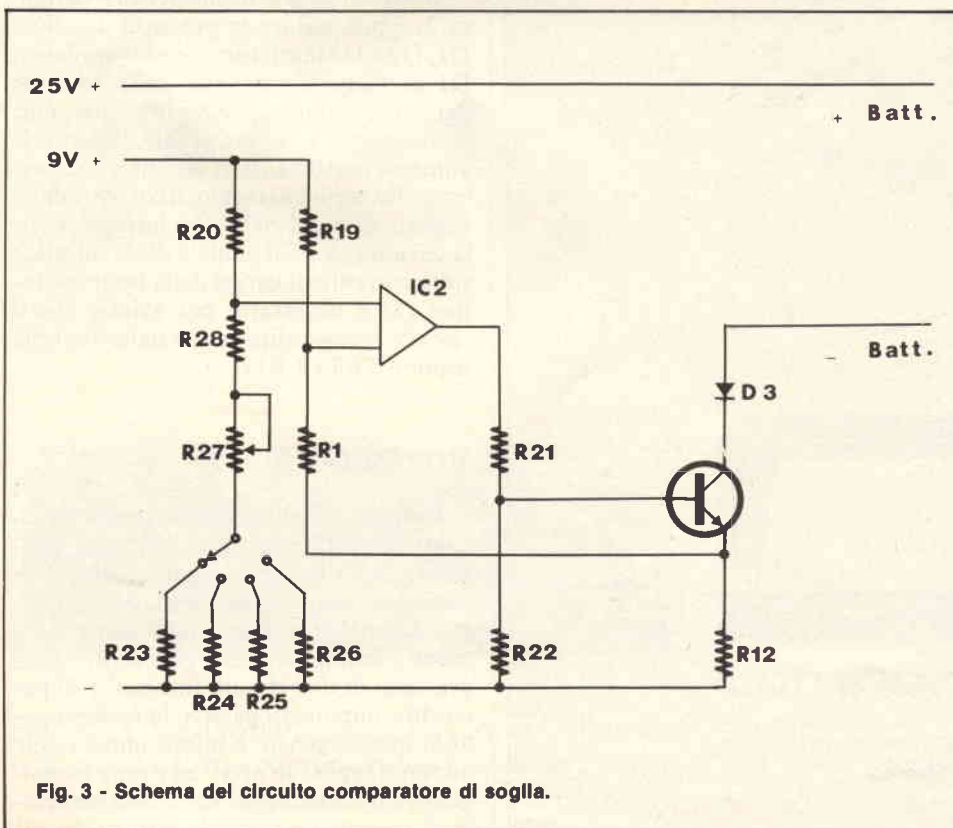 25V +
+ Batt.
9V +
R20
R19
IC2
R28
- Batt.
D3
R27
R1
R21
R23
R24
R25
R26
R22
R12
Fig. 3 - Schema del circuito comparatore di soglia.